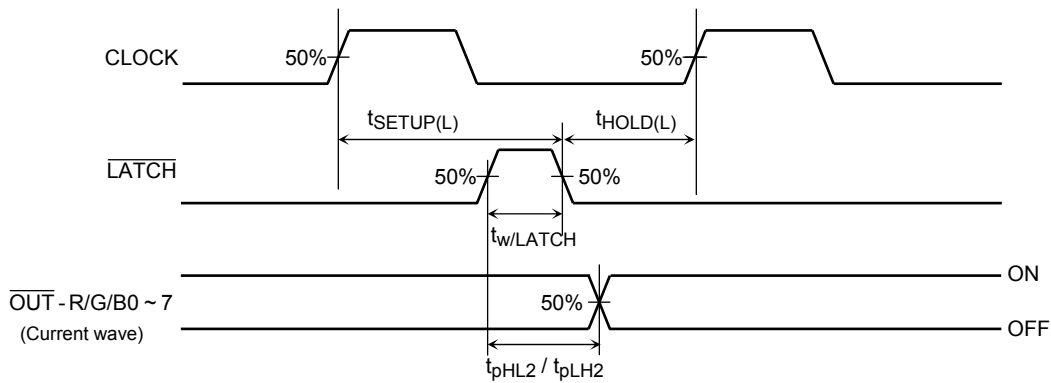 CLOCK
50%
50%
tSETUP(L)
tHOLD(L)
LATCH
50%
50%
tw/LATCH
ON
OUT - R/G/B0 ~ 7
50%
(Current wave)
OFF
tpHL2 / tpLH2